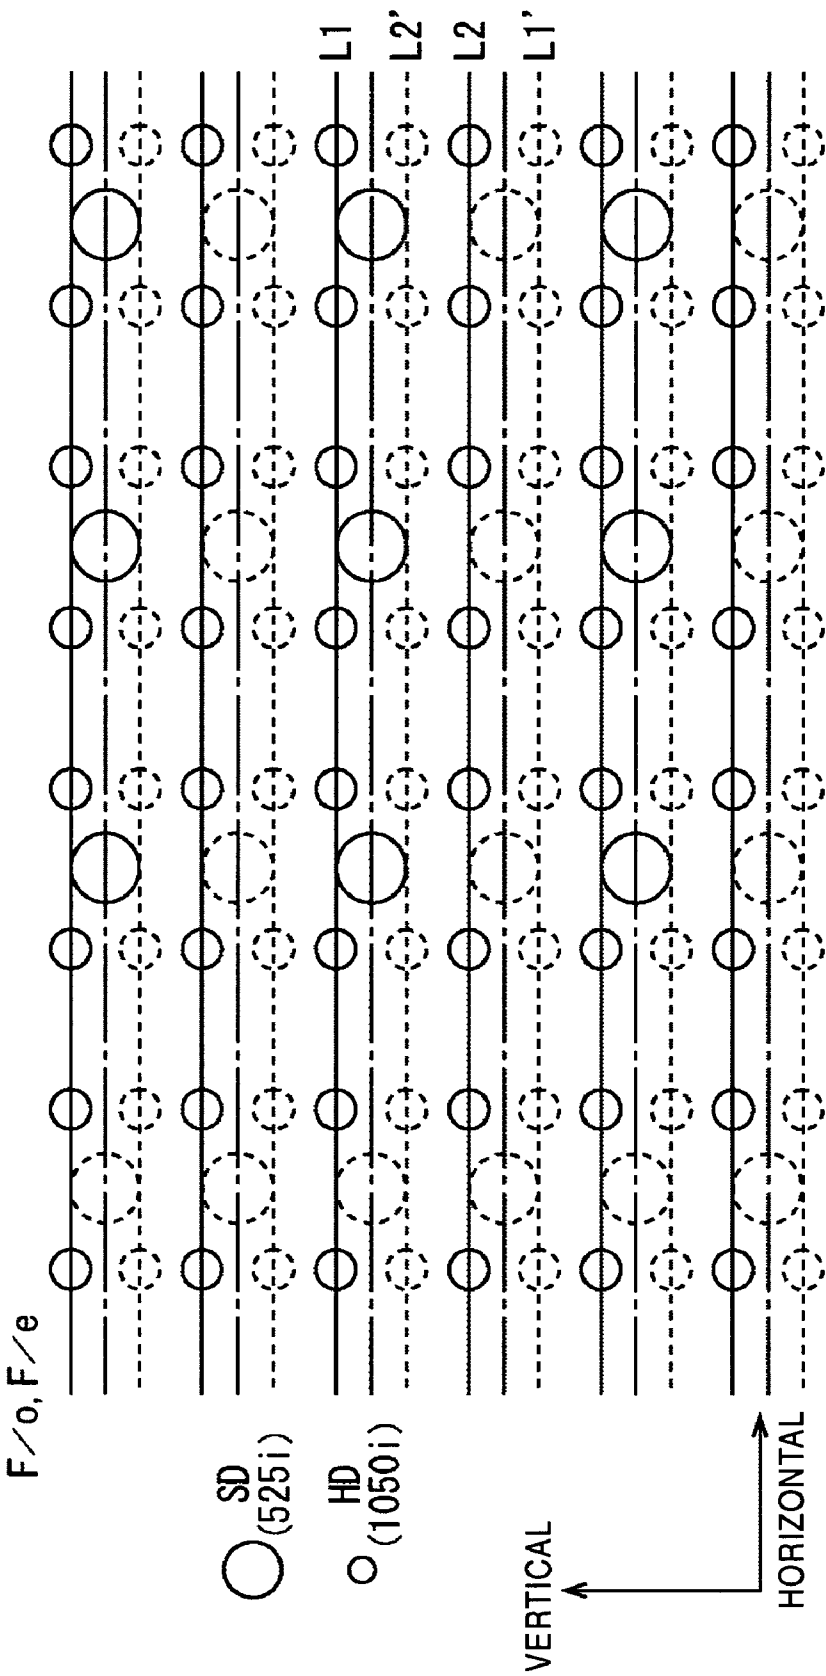 F/o, F/e
SD
(525i)
HD
(1050i)
L1
L2'
L2
L1'
VERTICAL
HORIZONTAL